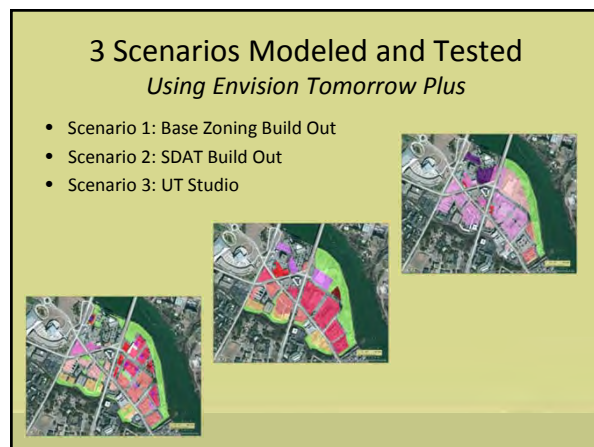 3 Scenarios Modeled and Tested
Using Envision Tomorrow Plus
• Scenario 1: Base Zoning Build Out
• Scenario 2: SDAT Build Out
• Scenario 3: UT Studio